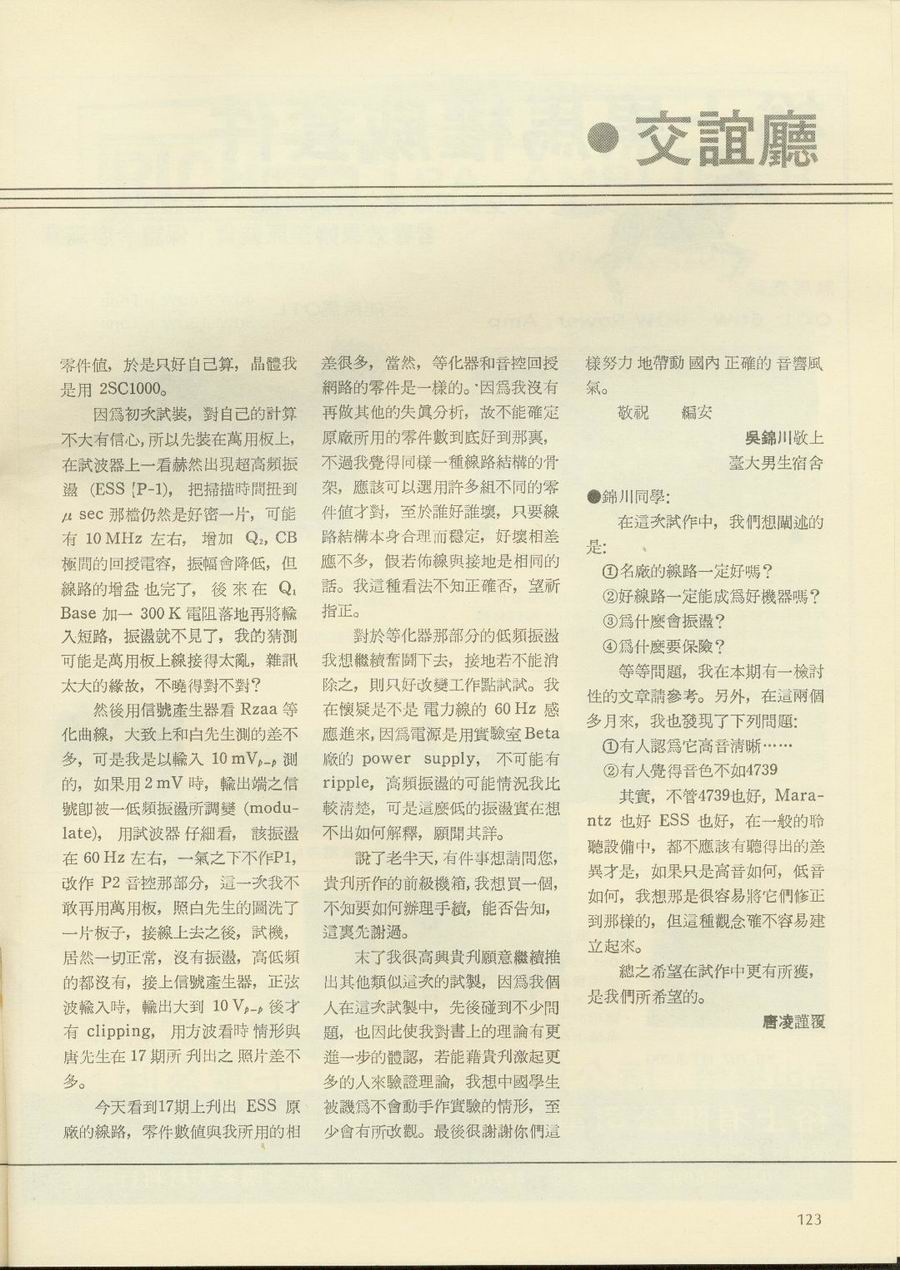 ●交誼廳
零件值，於是只好自己算，晶體我
是用 2SC1000。
因爲初次試裝，對自己的計算
不大有信心，所以先裝在萬用板上，
在試波器上一看赫然出現超高頻振
盪 (ESS [P-1)，把掃描時間扭到
μ sec 那檔仍然是好密一片，可能
有 10 MHz 左右，增加 Q₂, CB
極間的回授電容，振幅會降低，但
線路的增益也完了，後來在 Q₁
Base 加一 300 K 電阻落地再將輸
入短路，振盪就不見了，我的猜測
可能是萬用板上線接得太亂，雜訊
太大的緣故，不曉得對不對？
然後用信號產生器看 Rzaa 等
化曲線，大致上和白先生測的差不
多，可是我是以輸入 10 mVp-p 測
的，如果用 2 mV 時，輸出端之信
號卽被一低頻振盪所調變 (modu-
late)，用試波器仔細看，該振盪
在 60 Hz 左右，一氣之下不作P1,
改作 P2 音控那部分，這一次我不
敢再用萬用板，照白先生的圖洗了
一片板子，接線上去之後，試機，
居然一切正常，沒有振盪，高低頻
的都沒有，接上信號產生器，正弦
波輸入時，輸出大到 10 Vp-p 後才
有 clipping，用方波看時情形與
唐先生在 17 期所刋出之照片差不
多。
今天看到17期上刋出 ESS 原
廠的線路，零件數值與我所用的相
差很多，當然，等化器和音控回授
網路的零件是一樣的。因爲我沒有
再做其他的失眞分析，故不能確定
原廠所用的零件數到底好到那裏，
不過我覺得同樣一種線路結構的骨
架，應該可以選用許多組不同的零
件值才對，至於誰好誰壞，只要線
路結構本身合理而穩定，好壞相差
應不多，假若佈線與接地是相同的
話。我這種看法不知正確否，望祈
指正。
對於等化器那部分的低頻振盪
我想繼續奮鬪下去，接地若不能消
除之，則只好改變工作點試試。我
在懷疑是不是電力線的 60 Hz 感
應進來，因爲電源是用實驗室 Beta
廠的 power supply，不可能有
ripple，高頻振盪的可能情況我比
較清楚，可是這麼低的振盪實在想
不出如何解釋，願聞其詳。
說了老半天，有件事想請問您，
貴刋所作的前級機箱，我想買一個，
不知要如何辦理手續，能否告知，
這裏先謝過。
末了我很高興貴刋願意繼續推
出其他類似這次的試製，因爲我個
人在這次試製中，先後碰到不少問
題，也因此使我對書上的理論有更
進一步的體認，若能藉貴刋激起更
多的人來驗證理論，我想中國學生
被譏爲不會動手作實驗的情形，至
少會有所改觀。最後很謝謝你們這
樣努力地帶動國內正確的音響風
氣。
敬祝　　編安
吳錦川敬上
臺大男生宿舍
●錦川同學：
在這次試作中，我們想闡述的
是：
①名廠的線路一定好嗎？
②好線路一定能成爲好機器嗎？
③爲什麼會振盪？
④爲什麼要保險？
等等問題，我在本期有一檢討
性的文章請參考。另外，在這兩個
多月來，我也發現了下列問題：
①有人認爲它高音淸晰……
②有人覺得音色不如4739
其實，不管4739也好，Mara-
ntz 也好 ESS 也好，在一般的聆
聽設備中，都不應該有聽得出的差
異才是，如果只是高音如何，低音
如何，我想那是很容易將它們修正
到那樣的，但這種觀念確不容易建
立起來。
總之希望在試作中更有所獲，
是我們所希望的。
唐凌謹覆
123